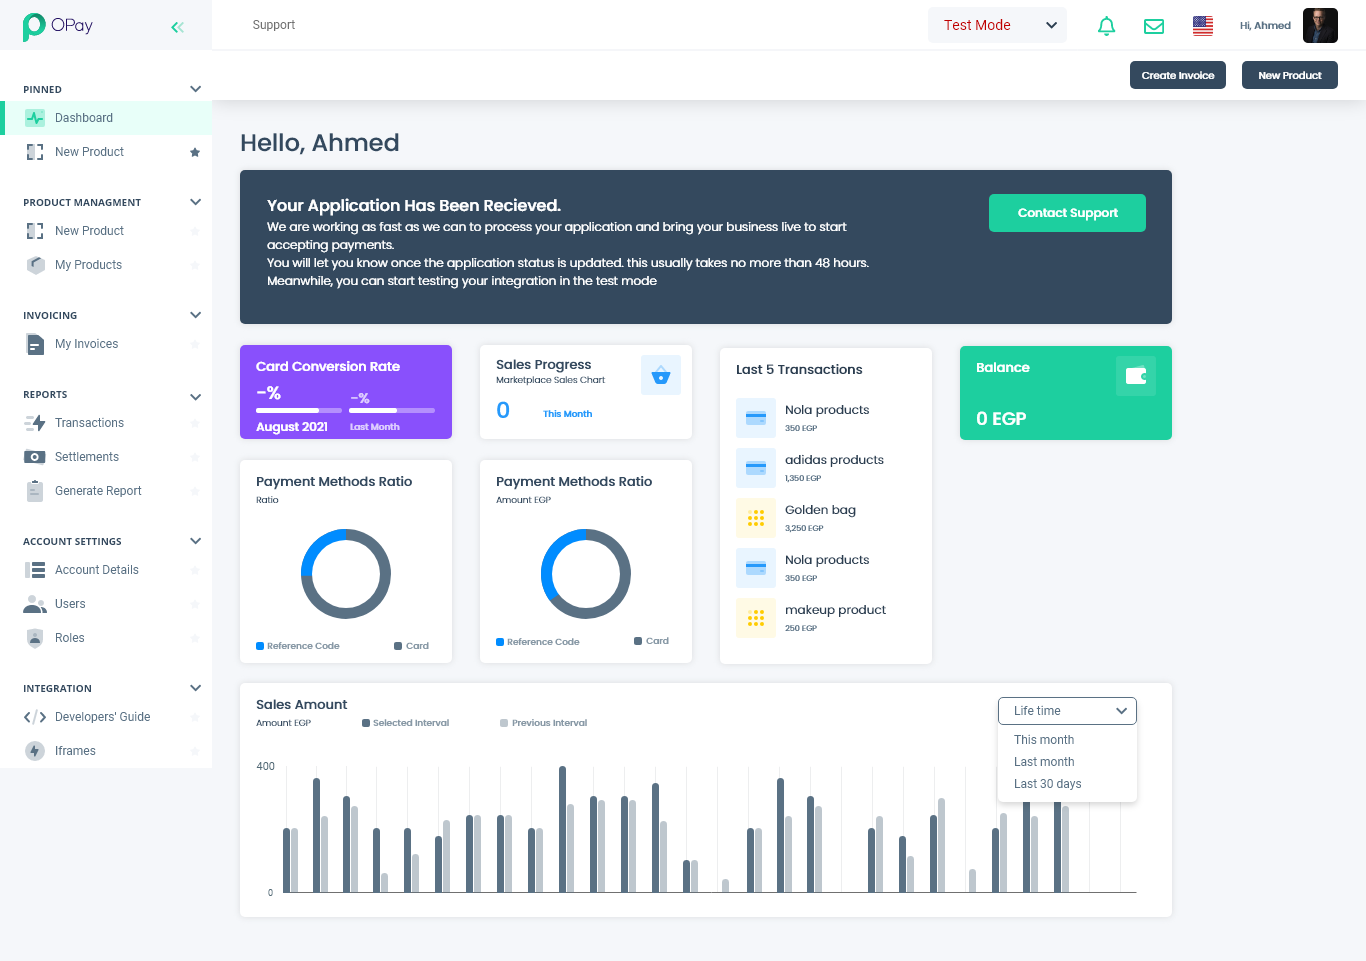 OPay
Support
Test Mode
Hi, Ahmed
Create Invoice
New Product
PINNED
Dashboard
New Product
PRODUCT MANAGMENT
New Product
My Products
INVOICING
My Invoices
REPORTS
Transactions
Settlements
Generate Report
ACCOUNT SETTINGS
Account Details
Users
Roles
INTEGRATION
Developers' Guide
Iframes
Hello, Ahmed
Your Application Has Been Recieved.
We are working as fast as we can to process your application and bring your business live to start
accepting payments.
You will let you know once the application status is updated. this usually takes no more than 48 hours.
Meanwhile, you can start testing your integration in the test mode
Contact Support
Card Conversion Rate
-%
-%
August 2021
Last Month
Sales Progress
Marketplace Sales Chart
0
This Month
Last 5 Transactions
Nola products
350 EGP
adidas products
1,350 EGP
Golden bag
3,250 EGP
Nola products
350 EGP
makeup product
250 EGP
Balance
0 EGP
Payment Methods Ratio
Ratio
Reference Code
Card
Payment Methods Ratio
Amount EGP
Reference Code
Card
Sales Amount
Amount EGP
Selected Interval
Previous Interval
Life time
This month
Last month
Last 30 days
400
0